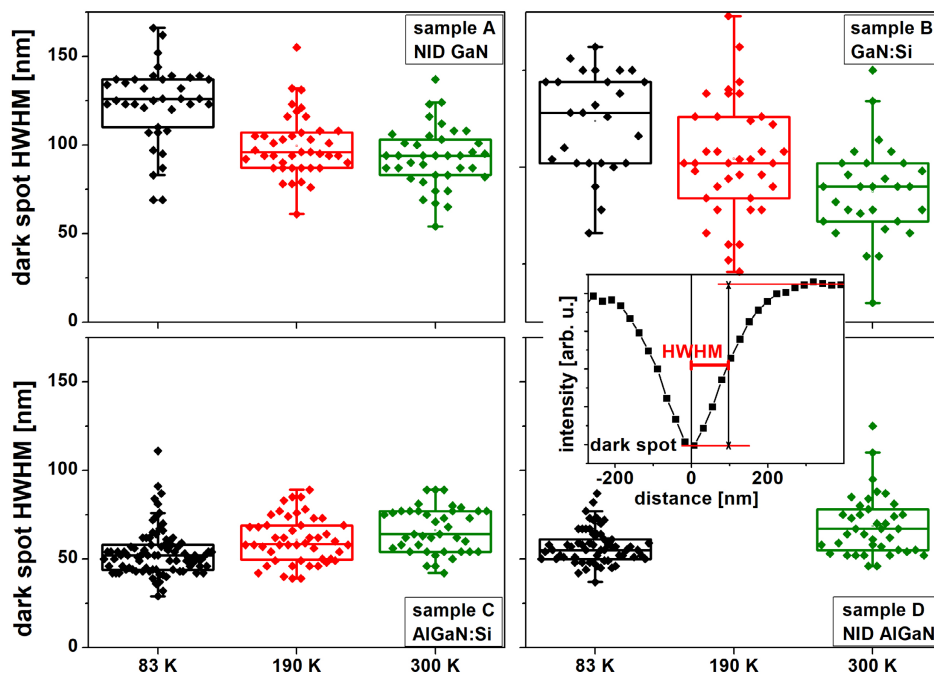 dark spot HWHM [nm]
150
100
50
0
sample A
NID GaN
sample B
GaN:Si
intensity [arb. u.]
HWHM
dark spot
-200
0
200
distance [nm]
dark spot HWHM [nm]
150
100
50
0
sample C
AlGaN:Si
sample D
NID AlGaN
83 K
190 K
300 K
83 K
190 K
300 K